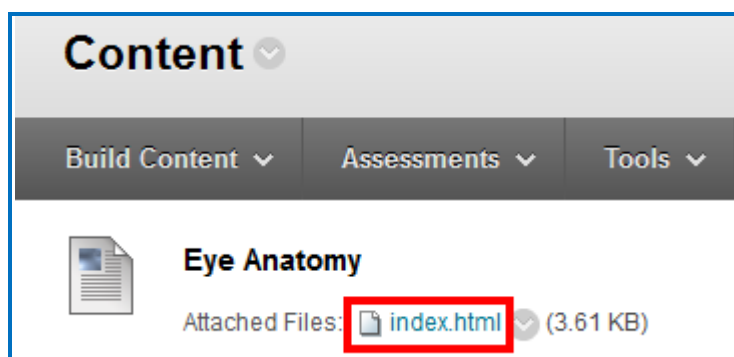 Content
Build Content Assessments Tools
Eye Anatomy
Attached Files: index.html (3.61 KB)